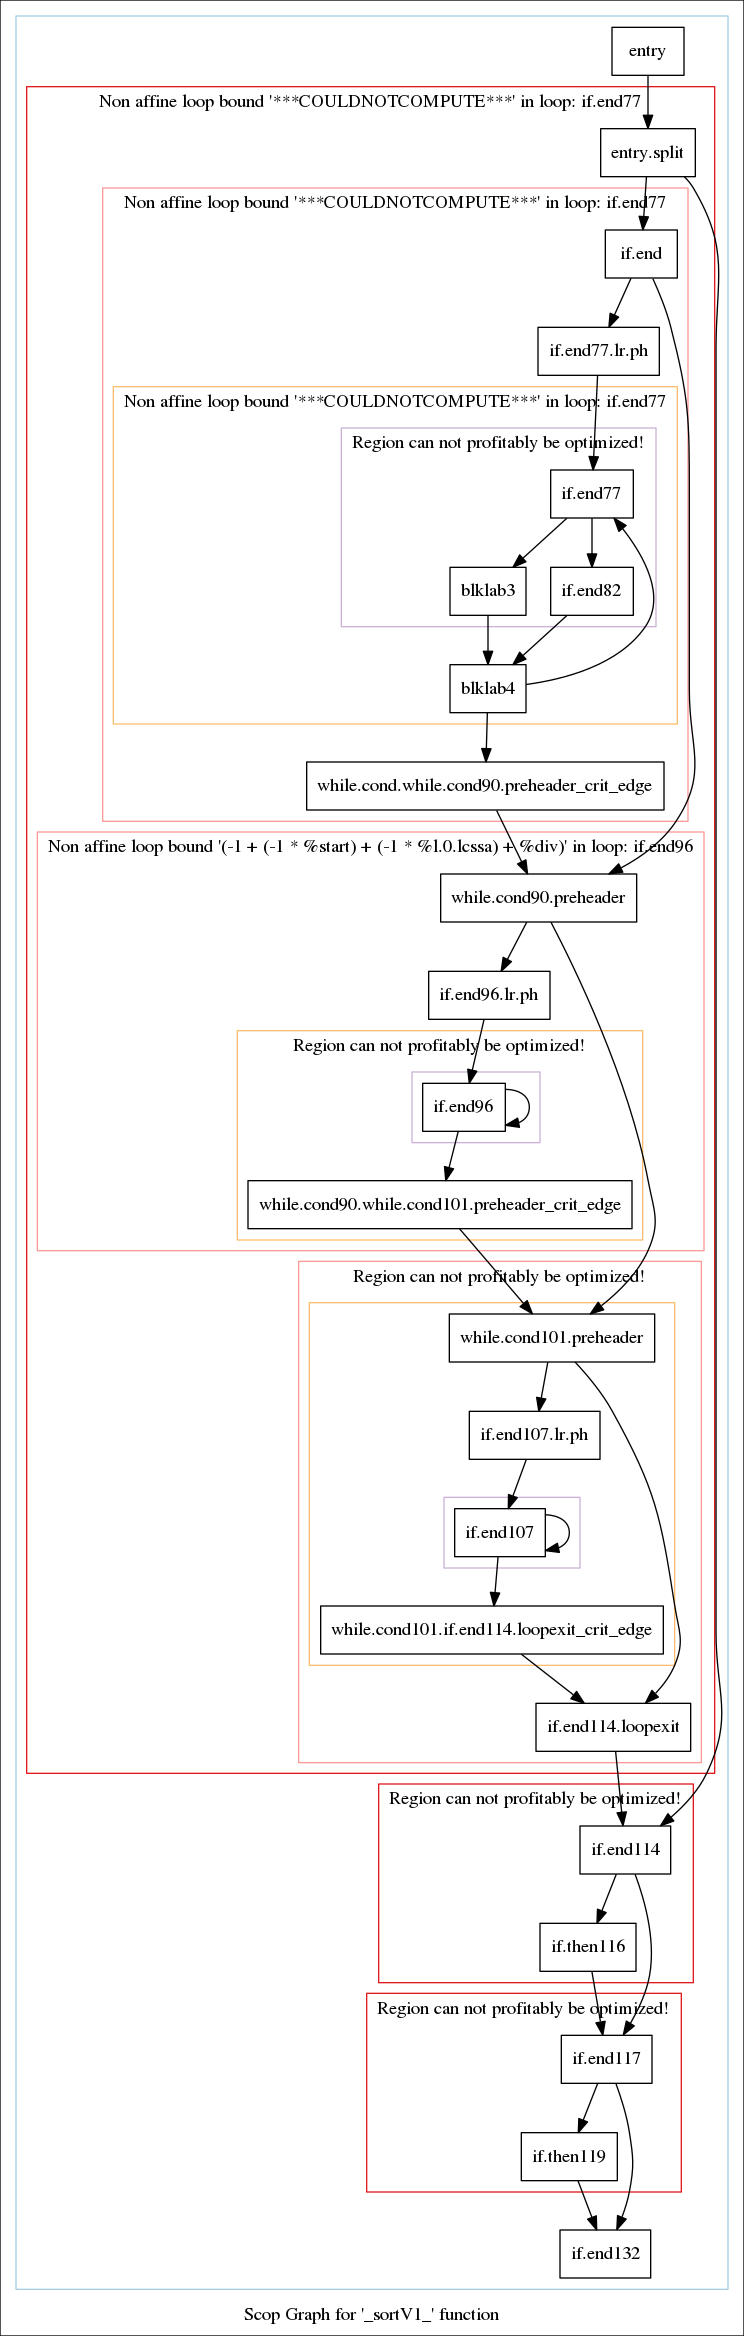 entry
Non affine loop bound '***COULDNOTCOMPUTE***' in loop: if.end77
entry.split
Non affine loop bound '***COULDNOTCOMPUTE***' in loop: if.end77
if.end
if.end77.lr.ph
Non affine loop bound '***COULDNOTCOMPUTE***' in loop: if.end77
Region can not profitably be optimized!
if.end77
blklab3
if.end82
blklab4
while.cond.while.cond90.preheader_crit_edge
Non affine loop bound '(-1 + (-1 * %start) + (-1 * %l.0.lcssa) + %div)' in loop: if.end96
while.cond90.preheader
if.end96.lr.ph
Region can not profitably be optimized!
if.end96
while.cond90.while.cond101.preheader_crit_edge
Region can not profitably be optimized!
while.cond101.preheader
if.end107.lr.ph
if.end107
while.cond101.if.end114.loopexit_crit_edge
if.end114.loopexit
Region can not profitably be optimized!
if.end114
if.then116
Region can not profitably be optimized!
if.end117
if.then119
if.end132
Scop Graph for '_sortV1_' function